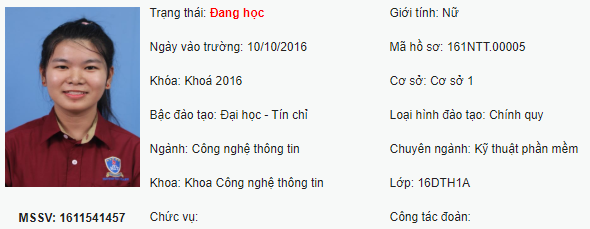 Trạng thái: Đang học
Giới tính: Nữ
Ngày vào trường: 10/10/2016
Mã hồ sơ: 161NTT.00005
Khóa: Khoá 2016
Cơ sở: Cơ sở 1
Bậc đào tạo: Đại học - Tín chỉ
Loại hình đào tạo: Chính quy
Ngành: Công nghệ thông tin
Chuyên ngành: Kỹ thuật phần mềm
Khoa: Khoa Công nghệ thông tin
Lớp: 16DTH1A
MSSV: 1611541457
Chức vụ:
Công tác đoàn: